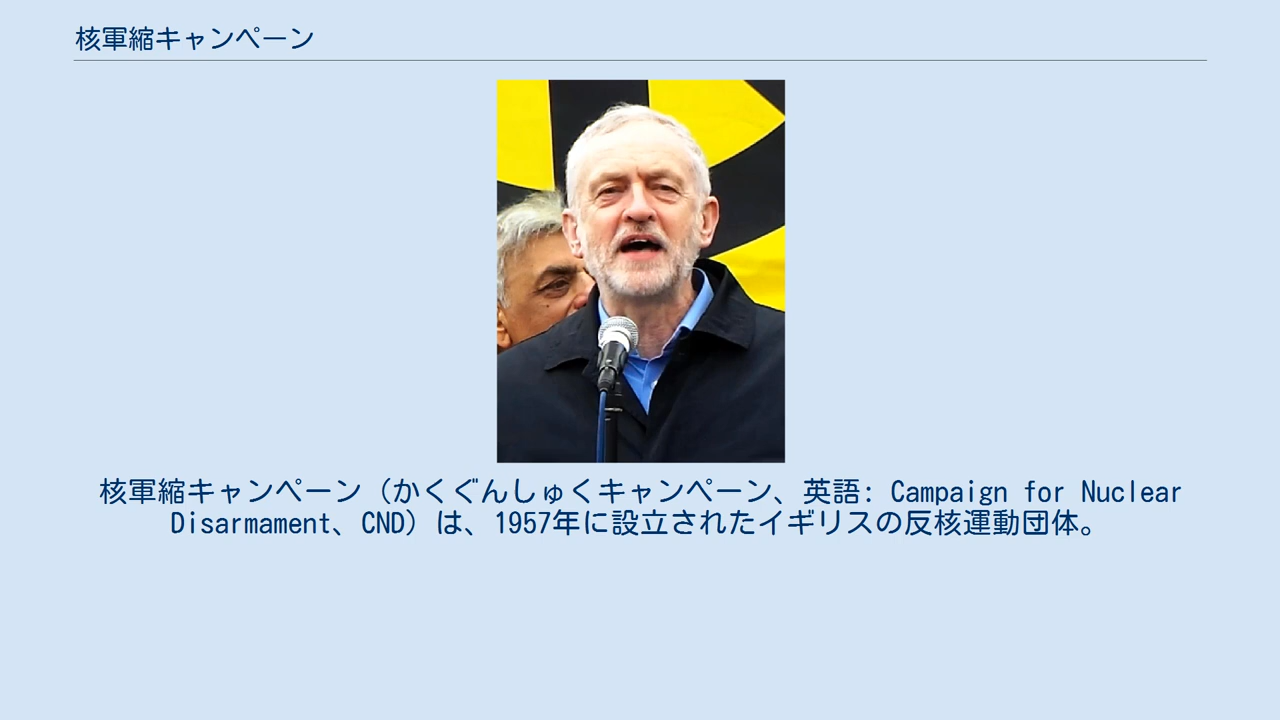 核軍縮キャンペーン
核軍縮キャンペーン（かくぐんしゅくキャンペーン、英語: Campaign for Nuclear
Disarmament、CND）は、1957年に設立されたイギリスの反核運動団体。